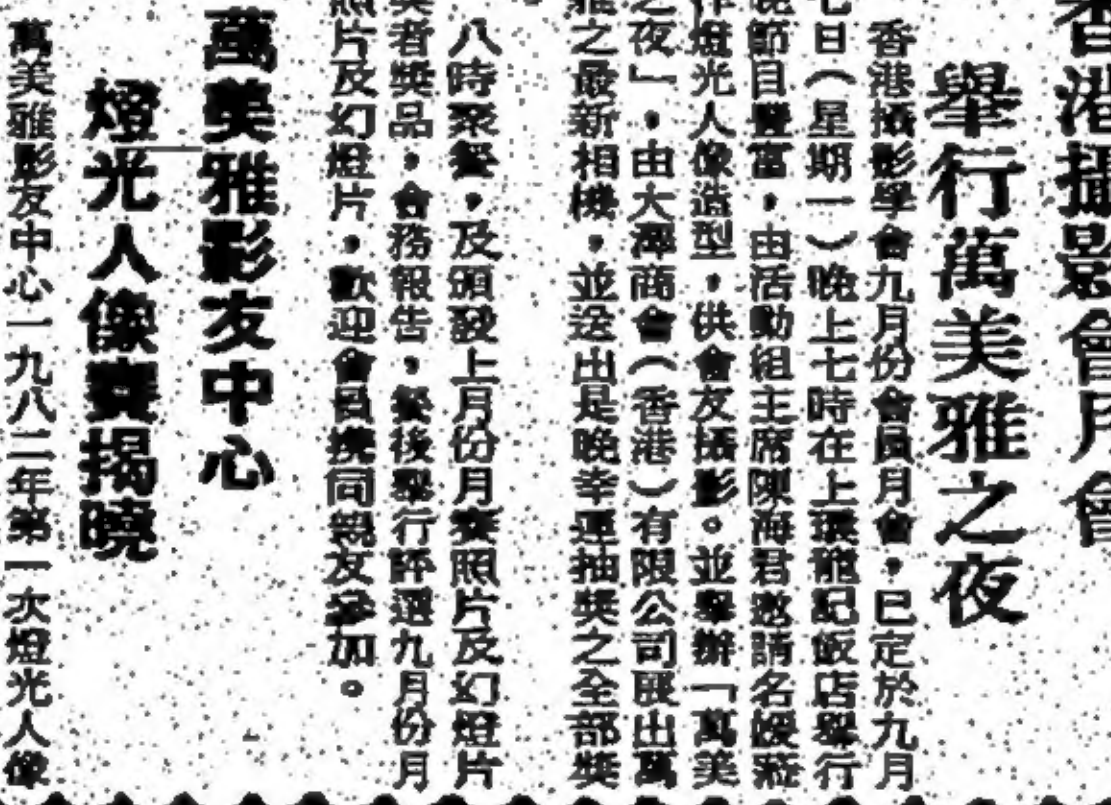 香港攝影會月會
舉行萬美雅之夜
香港攝影學會九月份會員月會,已定於九月
七日(星期一)晚上七時在上環龍記飯店舉行
晚節目豐富,由活動組主席陳海君邀請名媛蒞
作燈光人像造型,供會友攝影。並舉辦「萬美
之夜」,由大澤商會(香港)有限公司展出萬
雅之最新相機,並送出是晚幸運抽獎之全部獎
八時聚餐,及頒發上月份月賽照片及幻燈片
獎者獎品,會務報告,餐後舉行評選九月份月
照片及幻燈片,歡迎會員携同親友參加。
萬美雅影友中心
燈光人像賽揭曉
萬美雅影友中心一九八二年第一次燈光人像